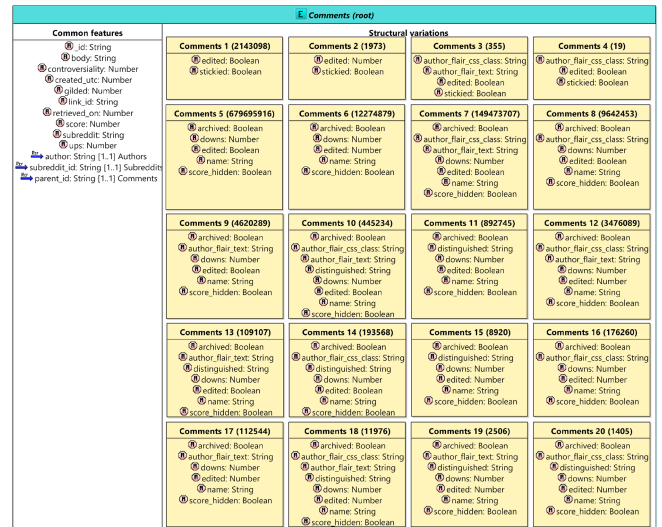 E Comments (root)
Common features
_id: String
body: String
controversiality: Number
created_utc: Number
gilded: Number
link_id: String
retrieved_on: Number
score: Number
subreddit: String
ups: Number
author: String [1..1] Authors
subreddit_id: String [1..1] Subreddits
parent_id: String [1..1] Comments
Structural variations
Comments 1 (2143098)
edited: Boolean
stickied: Boolean
Comments 2 (1973)
edited: Number
stickied: Boolean
Comments 3 (355)
author_flair_css_class: String
author_flair_text: String
edited: Boolean
stickied: Boolean
Comments 4 (19)
author_flair_css_class: String
edited: Boolean
stickied: Boolean
Comments 5 (679695916)
archived: Boolean
downs: Number
edited: Boolean
name: String
score_hidden: Boolean
Comments 6 (12274879)
archived: Boolean
downs: Number
edited: Number
name: String
score_hidden: Boolean
Comments 7 (149473707)
archived: Boolean
author_flair_css_class: String
author_flair_text: String
downs: Number
edited: Boolean
name: String
score_hidden: Boolean
Comments 8 (9642453)
archived: Boolean
author_flair_css_class: String
downs: Number
edited: Boolean
name: String
score_hidden: Boolean
Comments 9 (4620289)
archived: Boolean
author_flair_text: String
downs: Number
edited: Boolean
name: String
score_hidden: Boolean
Comments 10 (445234)
archived: Boolean
author_flair_css_class: String
author_flair_text: String
distinguished: String
downs: Number
edited: Boolean
name: String
score_hidden: Boolean
Comments 11 (892745)
archived: Boolean
distinguished: String
downs: Number
edited: Boolean
name: String
score_hidden: Boolean
Comments 12 (3476089)
archived: Boolean
author_flair_css_class: String
author_flair_text: String
downs: Number
edited: Number
name: String
score_hidden: Boolean
Comments 13 (109107)
archived: Boolean
author_flair_text: String
distinguished: String
downs: Number
edited: Boolean
name: String
score_hidden: Boolean
Comments 14 (193568)
archived: Boolean
author_flair_css_class: String
distinguished: String
downs: Number
edited: Boolean
name: String
score_hidden: Boolean
Comments 15 (8920)
archived: Boolean
distinguished: String
downs: Number
edited: Number
name: String
score_hidden: Boolean
Comments 16 (176260)
archived: Boolean
author_flair_css_class: String
downs: Number
edited: Number
name: String
score_hidden: Boolean
Comments 17 (112544)
archived: Boolean
author_flair_text: String
downs: Number
edited: Number
name: String
score_hidden: Boolean
Comments 18 (11976)
archived: Boolean
author_flair_css_class: String
author_flair_text: String
distinguished: String
downs: Number
edited: Number
name: String
score_hidden: Boolean
Comments 19 (2506)
archived: Boolean
author_flair_text: String
distinguished: String
downs: Number
edited: Number
name: String
score_hidden: Boolean
Comments 20 (1405)
archived: Boolean
author_flair_css_class: String
distinguished: String
downs: Number
edited: Number
name: String
score_hidden: Boolean